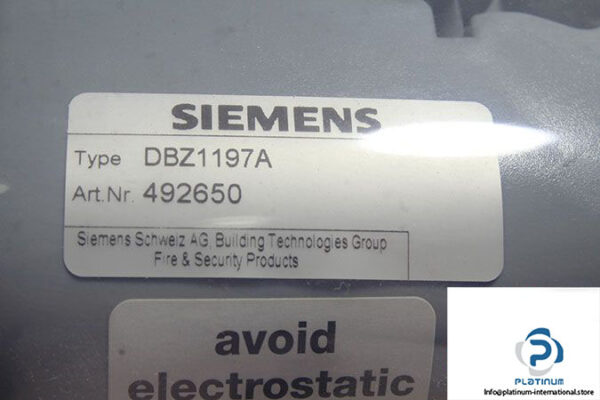 SIEMENS
Type DBZ1197A
Art.Nr. 492650
Siemens Schweiz AG, Building Technologies Group
Fire & Security Products
avoid
electrostatic
PLATINUM
Info@platinum-international.store